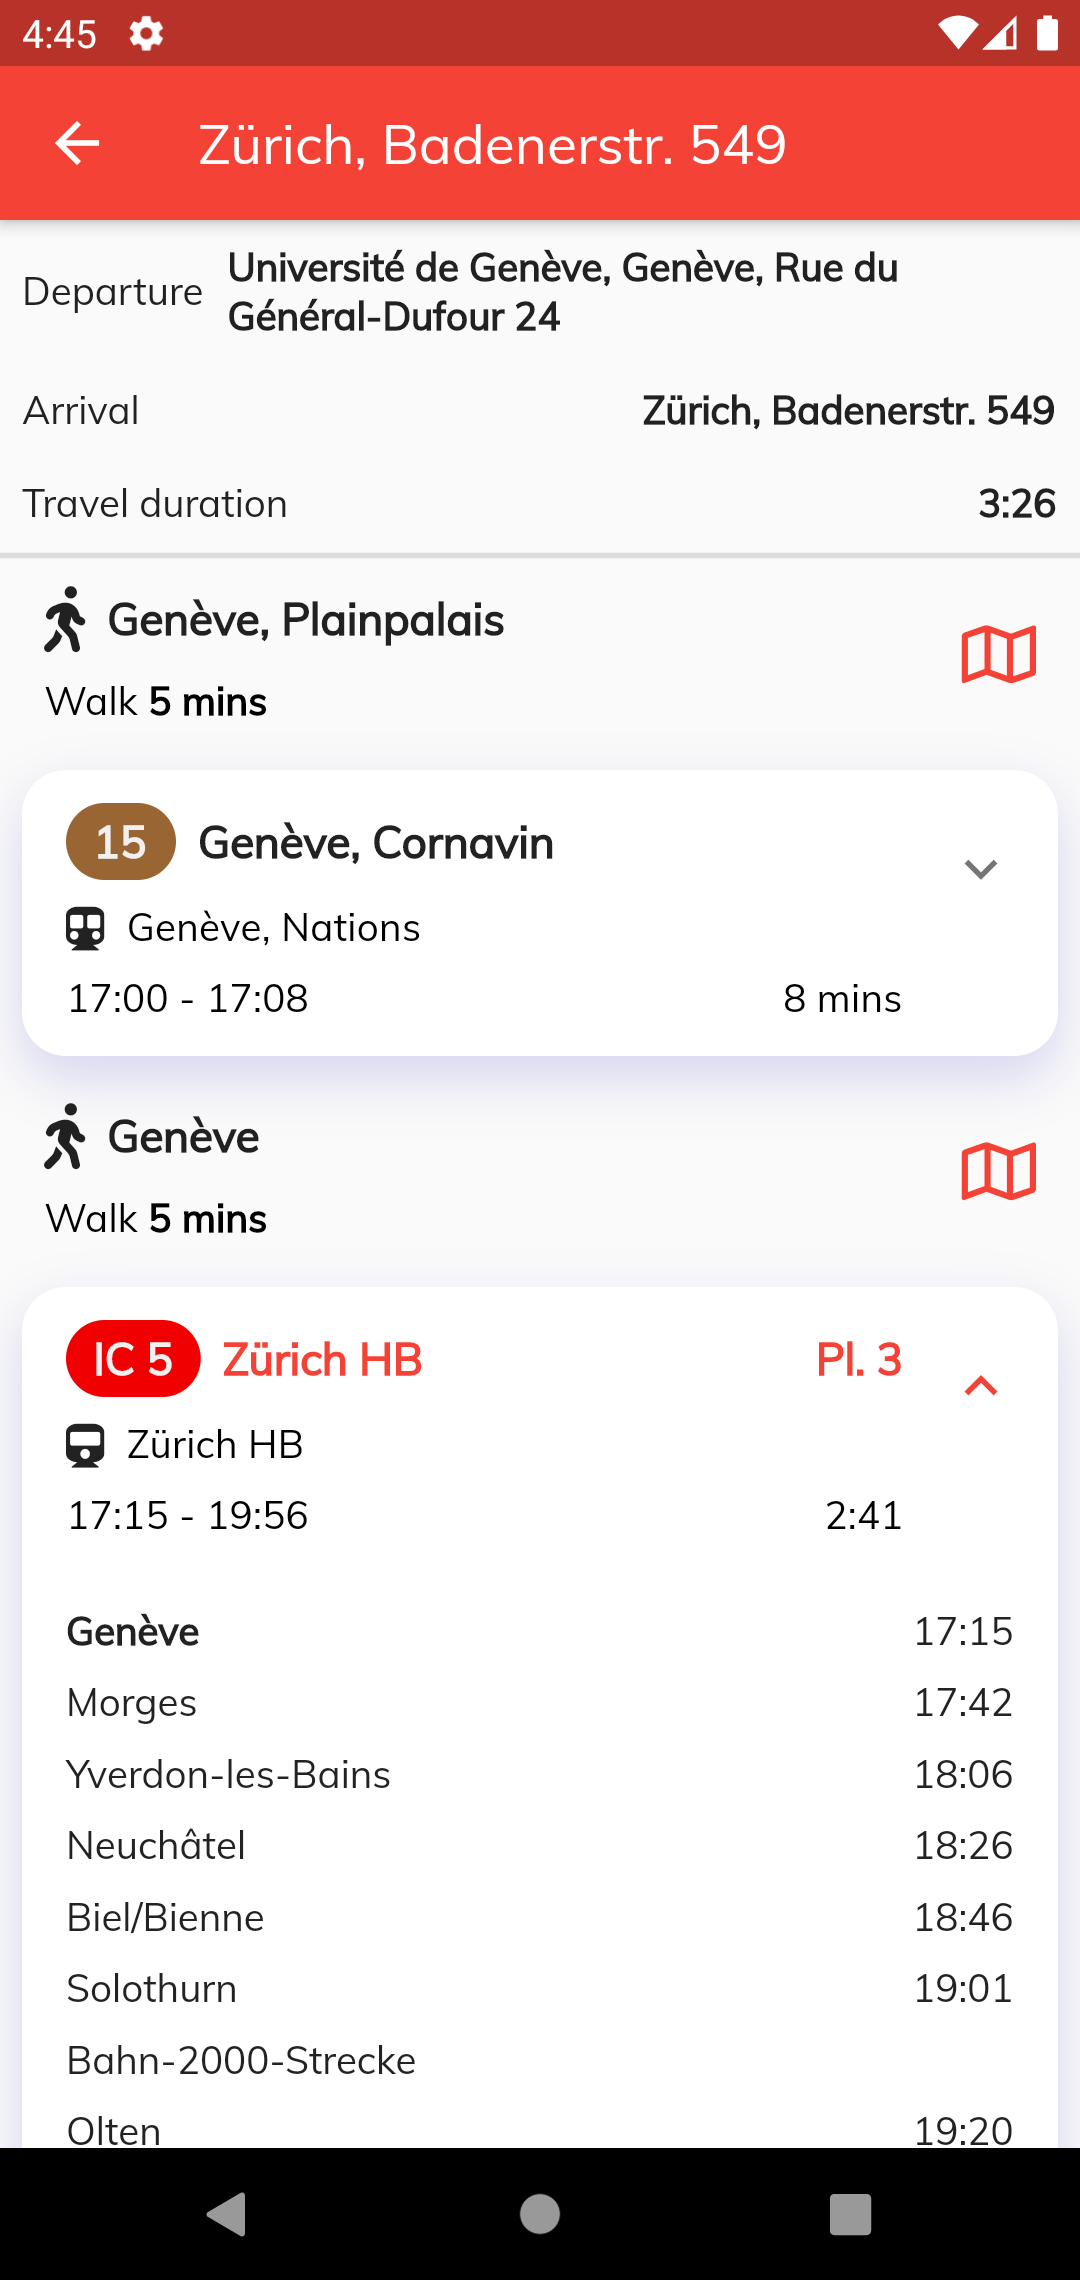 4:45
Zürich, Badenerstr. 549
Departure
Université de Genève, Genève, Rue du
Général-Dufour 24
Arrival Zürich, Badenerstr. 549
Travel duration 3:26
Genève, Plainpalais
Walk 5 mins
15 Genève, Cornavin
Genève, Nations
17:00 - 17:08 8 mins
Genève
Walk 5 mins
IC 5 Zürich HB Pl. 3
Zürich HB
17:15 - 19:56 2:41
Genève 17:15
Morges 17:42
Yverdon-les-Bains 18:06
Neuchâtel 18:26
Biel/Bienne 18:46
Solothurn 19:01
Bahn-2000-Strecke
Olten 19:20